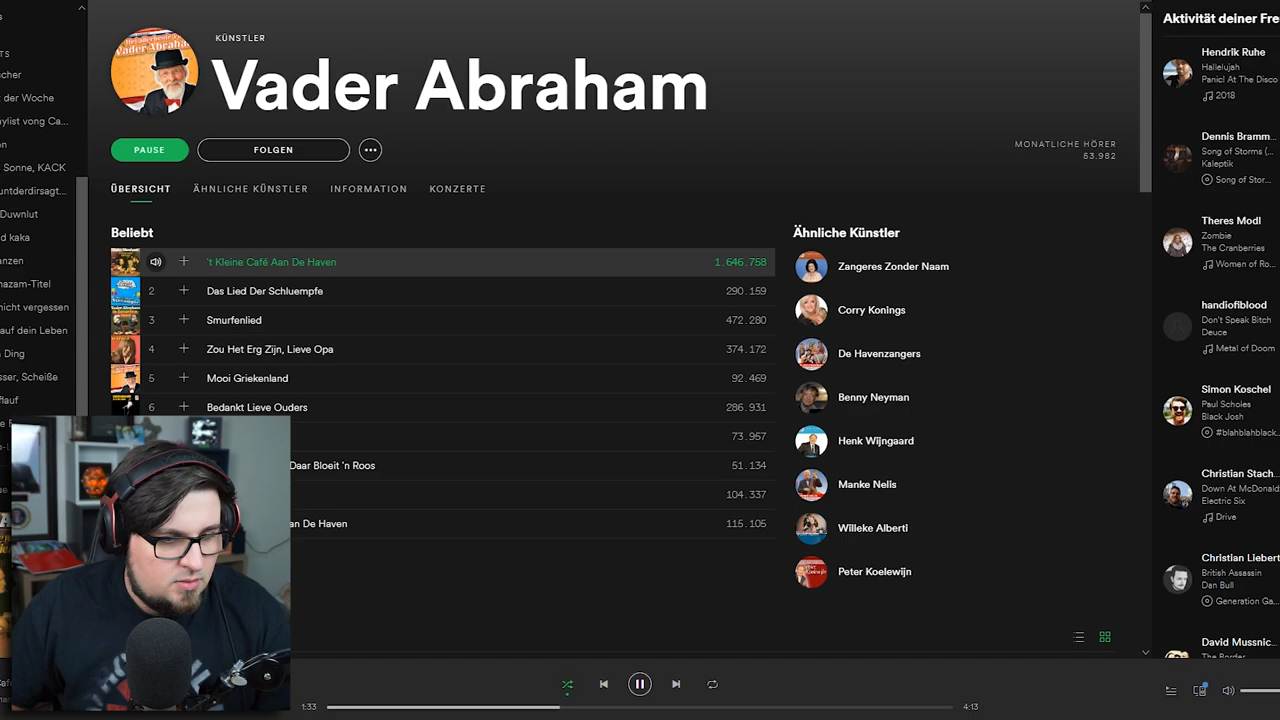 KÜNSTLER
Vader Abraham
PAUSE
FOLGEN
MONATLICHE HÖRER
53.982
ÜBERSICHT
ÄHNLICHE KÜNSTLER
INFORMATION
KONZERTE
Beliebt
't Kleine Café Aan De Haven 1.646.758
2 Das Lied Der Schluempfe 290.159
3 Smurfenlied 472.280
4 Zou Het Erg Zijn, Lieve Opa 374.172
5 Mooi Griekenland 92.469
6 Bedankt Lieve Ouders 286.931
73.957
Daar Bloeit 'n Roos 51.134
104.337
an De Haven 115.105
Ähnliche Künstler
Zangeres Zonder Naam
Corry Konings
De Havenzangers
Benny Neyman
Henk Wijngaard
Manke Nelis
Willeke Alberti
Peter Koelewijn
Aktivität deiner Fre
Hendrik Ruhe
Hallelujah
Panic! At The Disco
2018
Dennis Bramm...
Song of Storms (...
Kaleptik
Song of Stor...
Theres Modl
Zombie
The Cranberries
Women of Ro...
handiofiblood
Don't Speak Bitch
Deuce
Metal of Doom
Simon Koschel
Paul Scholes
Black Josh
#blahblahblack...
Christian Stach...
Down At McDonald
Electric Six
Drive
Christian Liebert
British Assassin
Dan Bull
Generation Ga...
David Mussnic...
The Border
s
TS
cher
der Woche
aylist vong Ca...
on
Sonne, KACK
untderdirsagt...
Duwnlut
d kaka
anzen
hazam-Titel
nicht vergessen
auf dein Leben
Ding
sser, Scheiße
flauf
1:33
4:13